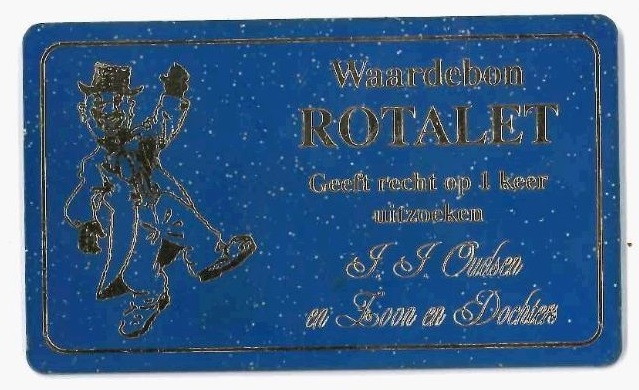 Waardebon
ROTALET
Geeft recht op 1 keer
uitzoeken
J. J. Oudsen
en Zoon en Dochters